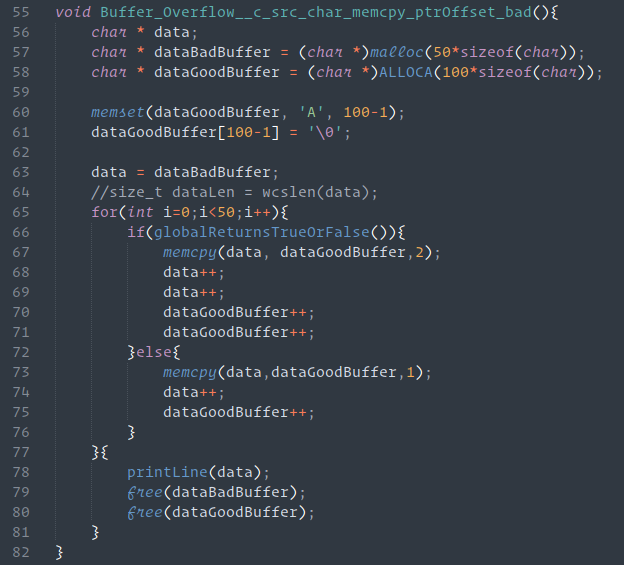 55 void Buffer_Overflow__c_src_char_memcpy_ptrOffset_bad(){
56     char * data;
57     char * dataBadBuffer = (char *)malloc(50*sizeof(char));
58     char * dataGoodBuffer = (char *)ALLOCA(100*sizeof(char));
59
60     memset(dataGoodBuffer, 'A', 100-1);
61     dataGoodBuffer[100-1] = '\0';
62
63     data = dataBadBuffer;
64     //size_t dataLen = wcslen(data);
65     for(int i=0;i<50;i++){
66         if(globalReturnsTrueOrFalse()){
67             memcpy(data, dataGoodBuffer,2);
68             data++;
69             data++;
70             dataGoodBuffer++;
71             dataGoodBuffer++;
72         }else{
73             memcpy(data,dataGoodBuffer,1);
74             data++;
75             dataGoodBuffer++;
76         }
77     }{
78         printLine(data);
79         free(dataBadBuffer);
80         free(dataGoodBuffer);
81     }
82 }